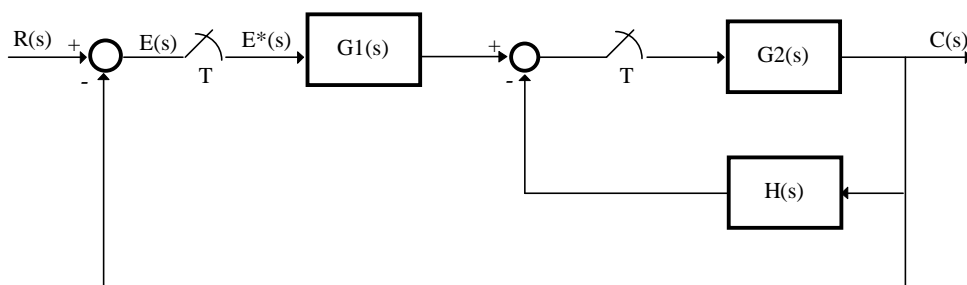 R(s)
+
-
E(s)
T
E*(s)
G1(s)
+
-
T
G2(s)
C(s)
H(s)